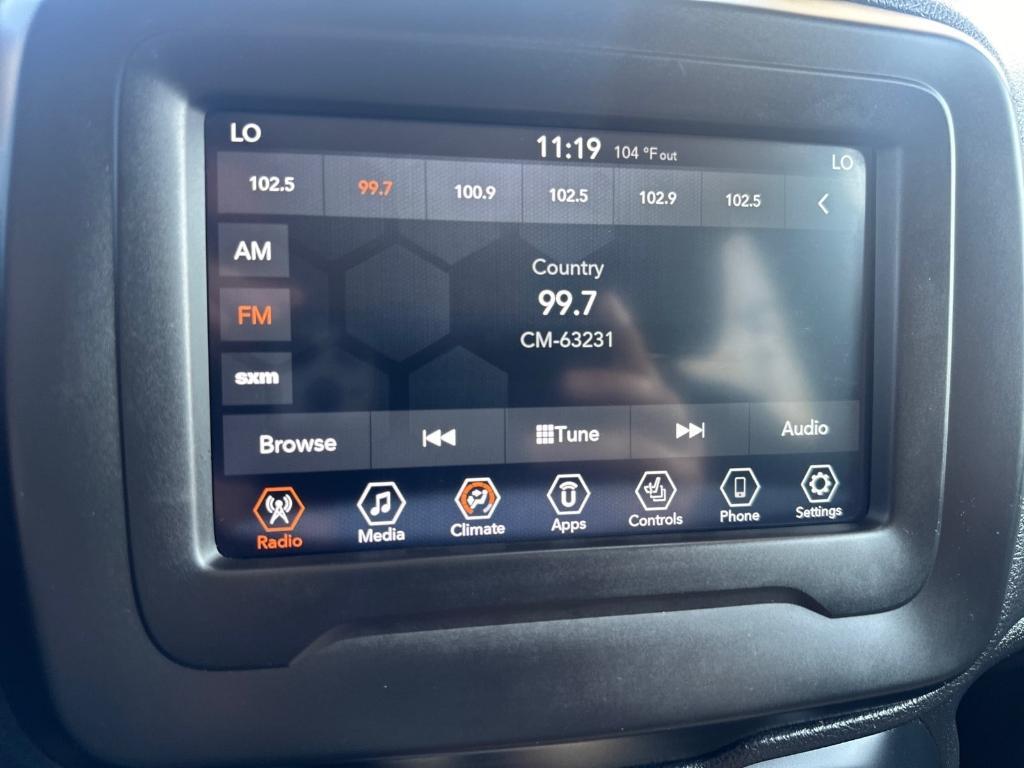 LO 11:19 104 °F out LO
102.5 99.7 100.9 102.5 102.9 102.5
AM
FM
sxm
Country
99.7
CM-63231
Browse Tune Audio
Radio Media Climate Apps Controls Phone Settings